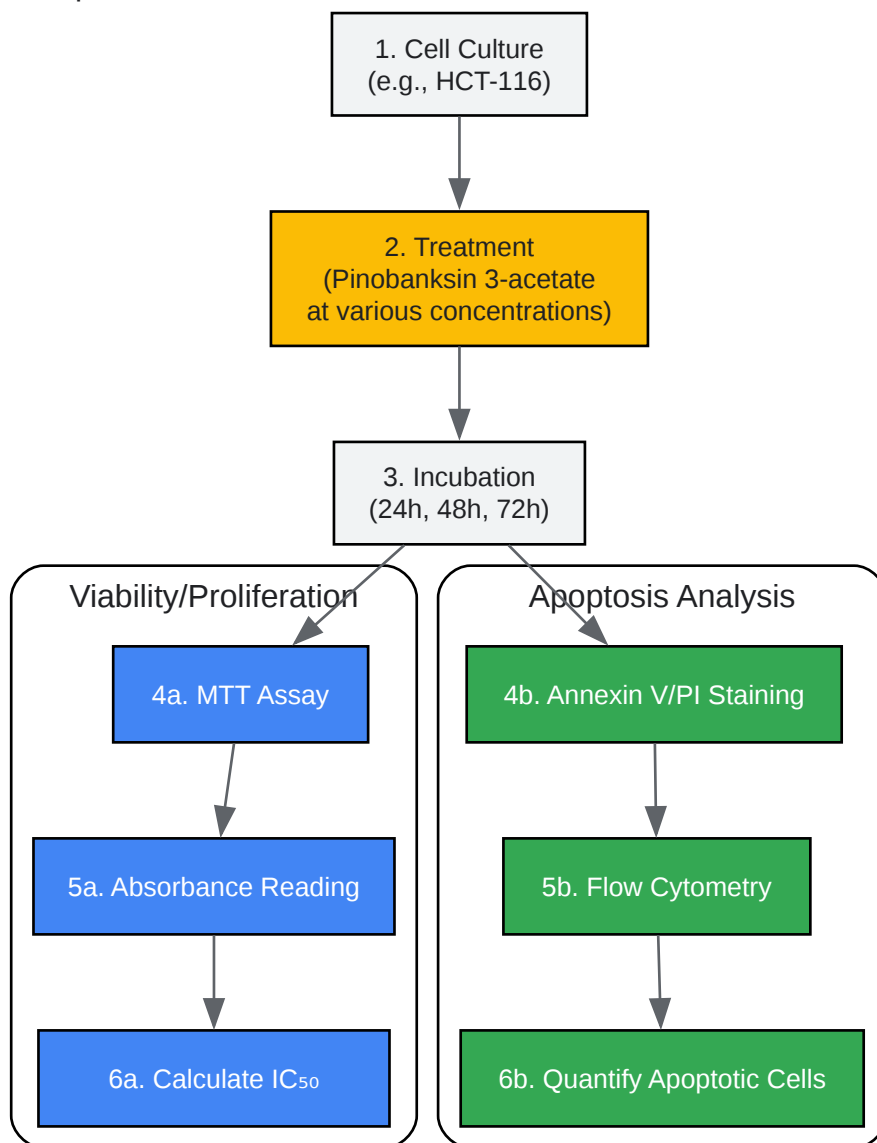 1. Cell Culture
(e.g., HCT-116)
2. Treatment
(Pinobanksin 3-acetate
at various concentrations)
3. Incubation
(24h, 48h, 72h)
Viability/Proliferation
4a. MTT Assay
5a. Absorbance Reading
6a. Calculate IC₅₀
Apoptosis Analysis
4b. Annexin V/PI Staining
5b. Flow Cytometry
6b. Quantify Apoptotic Cells